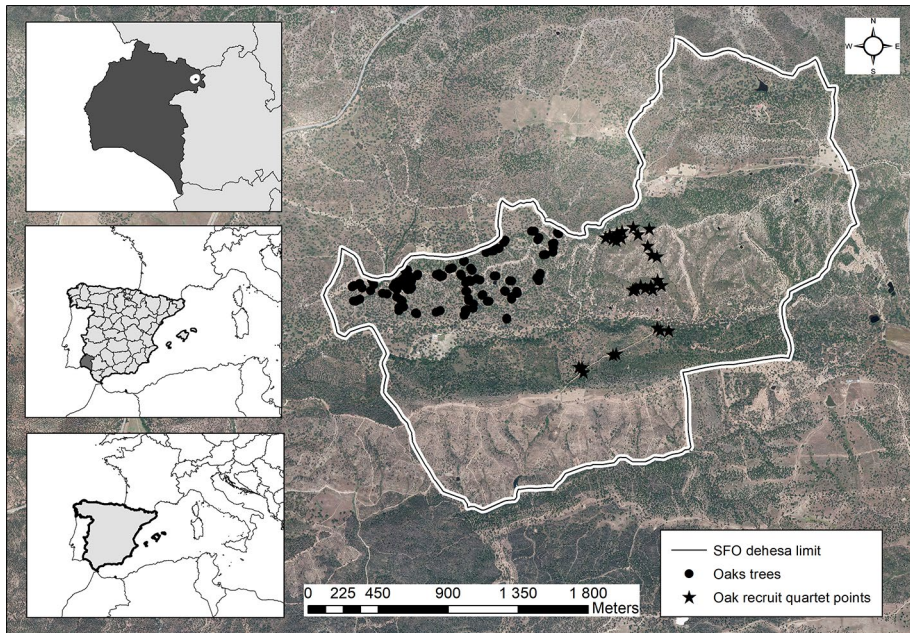 N
W E
S
SFO dehesa limit
Oaks trees
Oak recruit quartet points
0 225 450 900 1 350 1 800
Meters